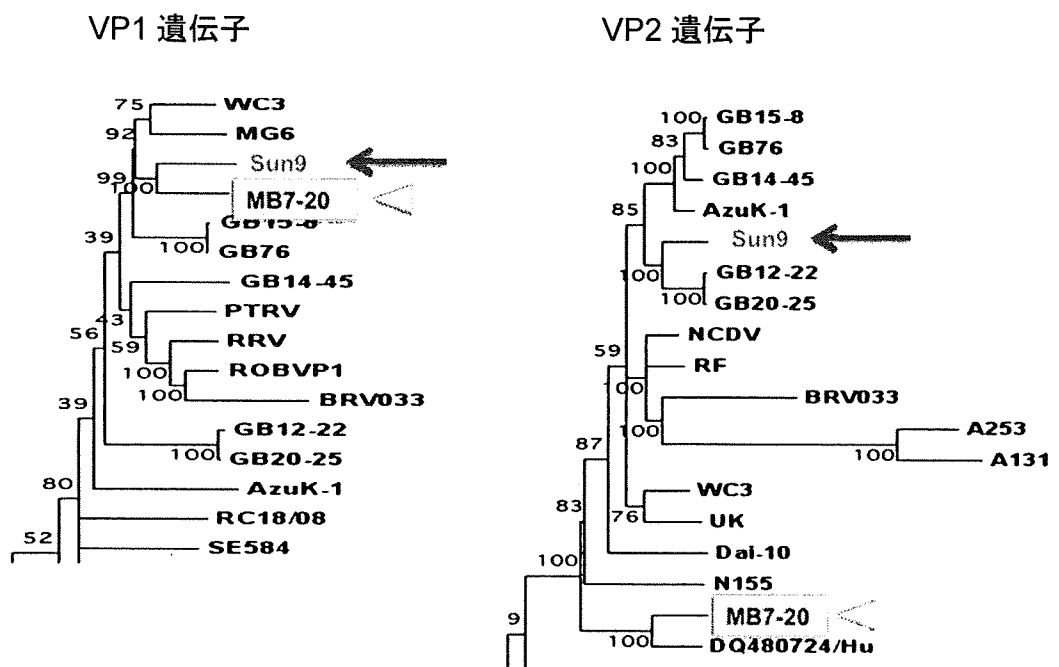 VP1 遺伝子
75
WC3
92
MG6
99
Sun9
100
MB7-20
GB15-8
39
100
GB76
GB14-45
43
PTRV
56
59
RRV
100
ROBVP1
39
100
BRV033
GB12-22
100
GB20-25
80
AzuK-1
RC18/08
52
SE584
VP2 遺伝子
100
GB15-8
83
GB76
100
GB14-45
85
AzuK-1
Sun9
100
GB12-22
100
GB20-25
59
NCDV
100
RF
BRV033
100
A253
87
100
A131
83
WC3
76
UK
100
Dai-10
N155
9
MB7-20
100
DQ480724/Hu